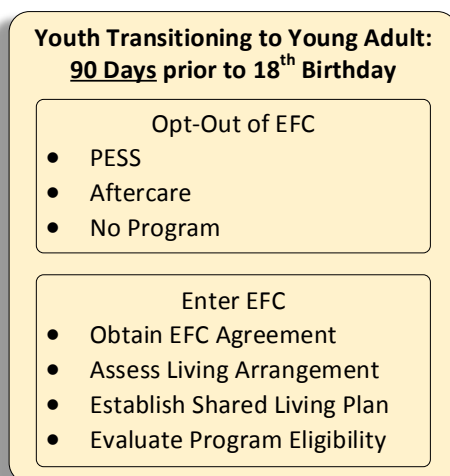 Youth Transitioning to Young Adult:
90 Days prior to 18th Birthday
Opt-Out of EFC
• PESS
• Aftercare
• No Program
Enter EFC
• Obtain EFC Agreement
• Assess Living Arrangement
• Establish Shared Living Plan
• Evaluate Program Eligibility